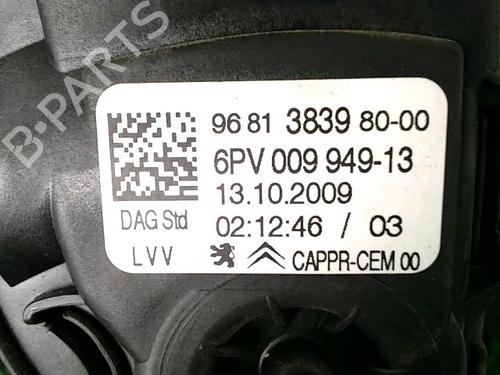 96 81 3839 80-00
6PV 009 949-13
13.10.2009
DAG Std 02:12:46 / 03
LVV CAPPR-CEM 00
B-PARTS